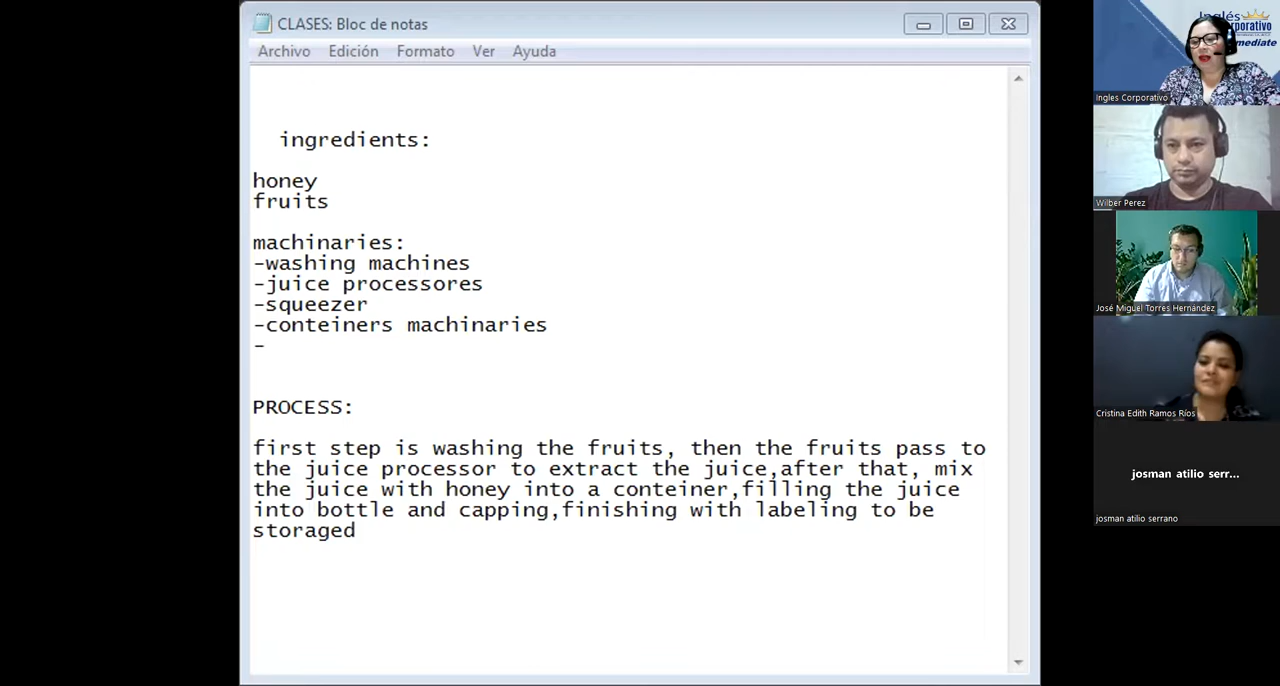 CLASES: Bloc de notas
Archivo Edición Formato Ver Ayuda
ingredients:
honey
fruits
machinaries:
-washing machines
-juice processores
-squeezer
-conteiners machinaries
-
PROCESS:
first step is washing the fruits, then the fruits pass to
the juice processor to extract the juice,after that, mix
the juice with honey into a conteiner,filling the juice
into bottle and capping,finishing with labeling to be
storaged
Inglés
Ingles Corporativo
Wilber Perez
José Miguel Torres Hernández
Cristina Edith Ramos Ríos
josman atilio serr...
josman atilio serrano